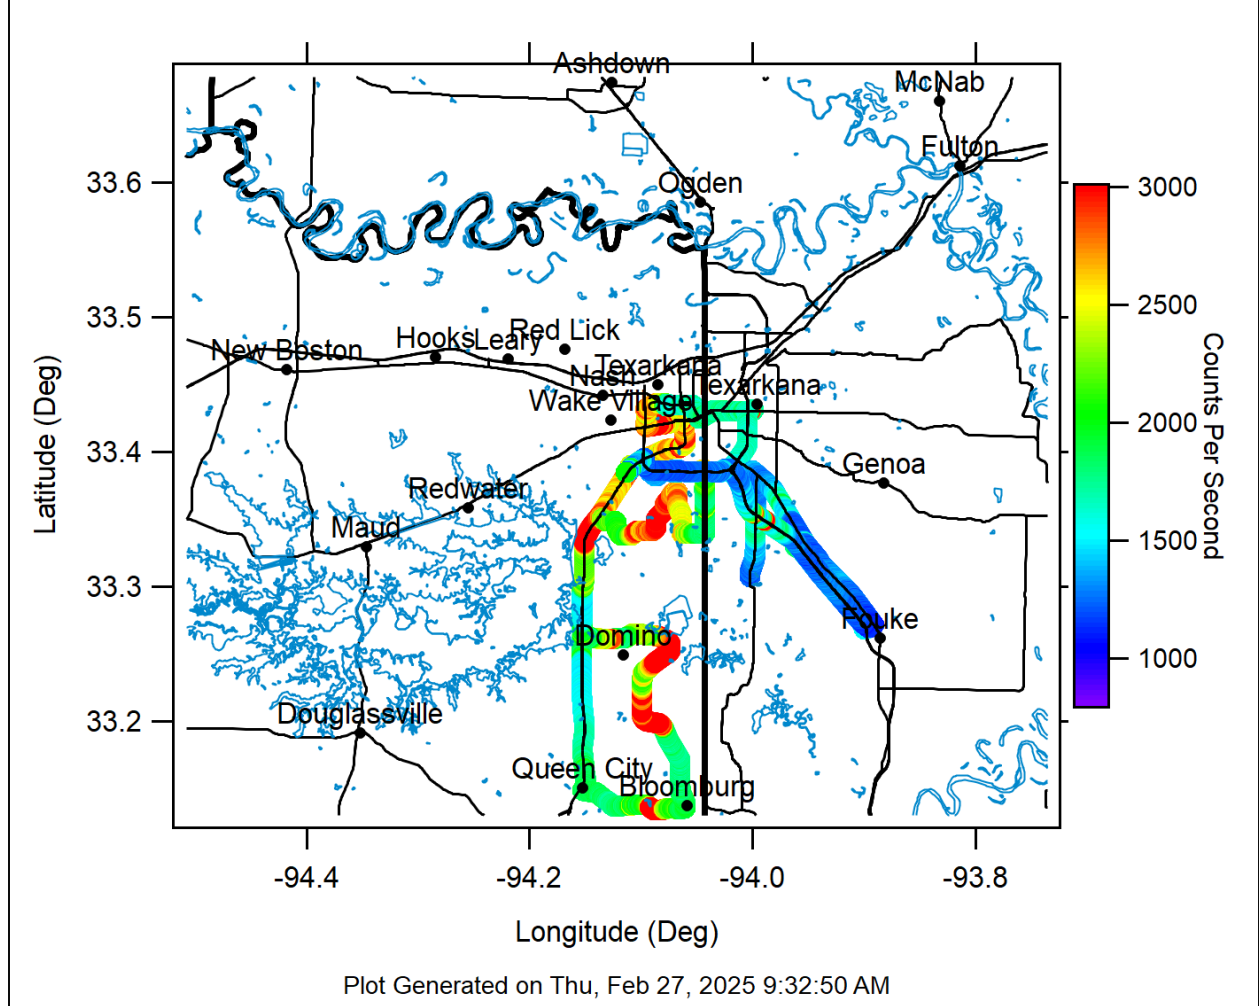 Ashdown
McNab
Fulton
Ogden
33.6
3000
2500
33.5
Red Lick
Hooks
Leary
New Boston
Texarkana
Nash
Texarkana
Wake Village
2000
33.4
Genoa
Redwater
Maud
1500
Counts Per Second
Latitude (Deg)
33.3
Fouke
Domino
1000
33.2
Douglassville
Queen City
Bloomburg
-94.4
-94.2
-94.0
-93.8
Longitude (Deg)
Plot Generated on Thu, Feb 27, 2025 9:32:50 AM